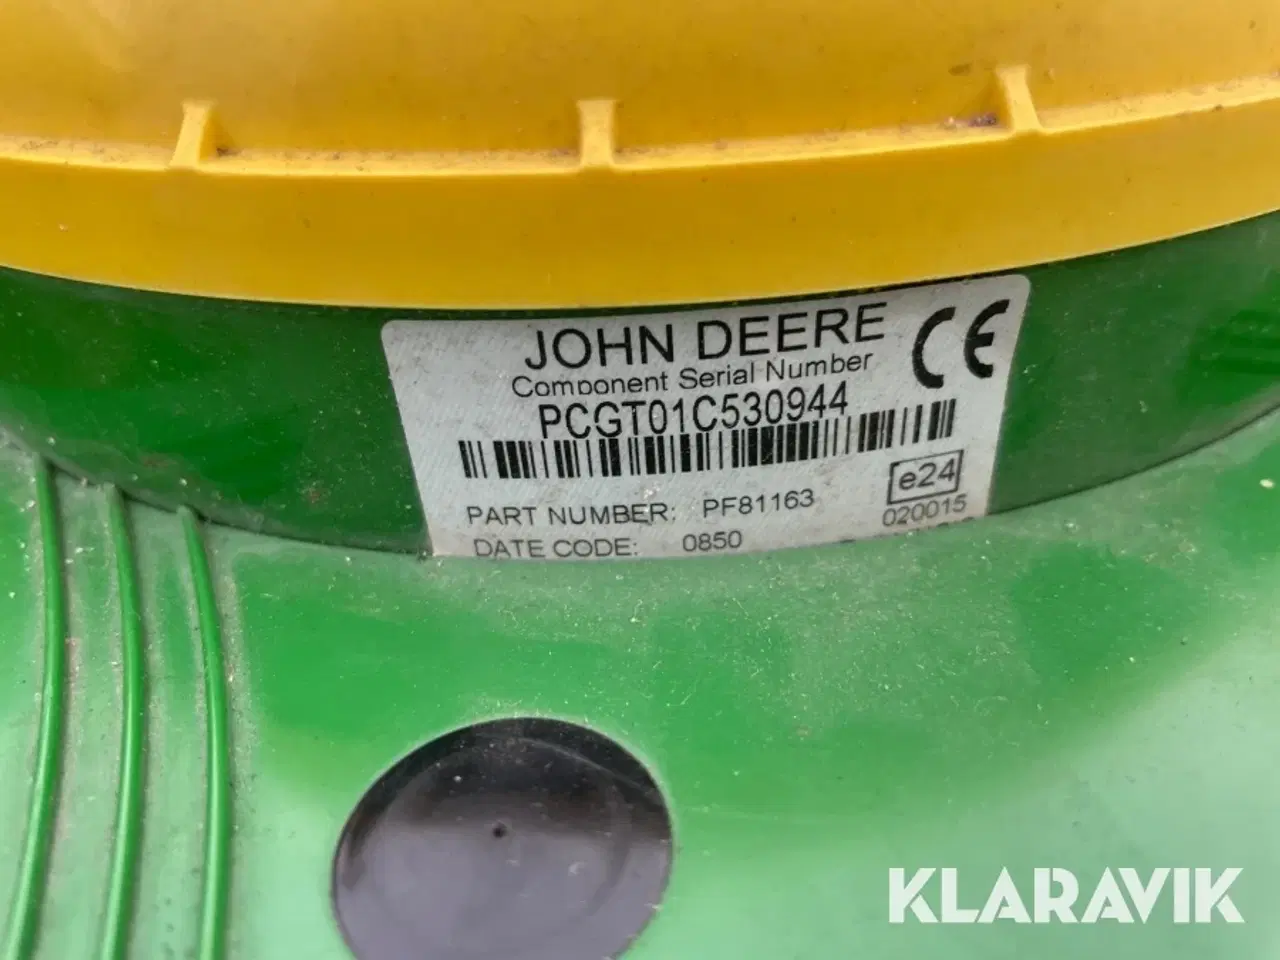 JOHN DEERE
Component Serial Number
PCGT01C530944
PART NUMBER: PF81163
DATE CODE: 0850
CE
e24
020015
KLARAVIK